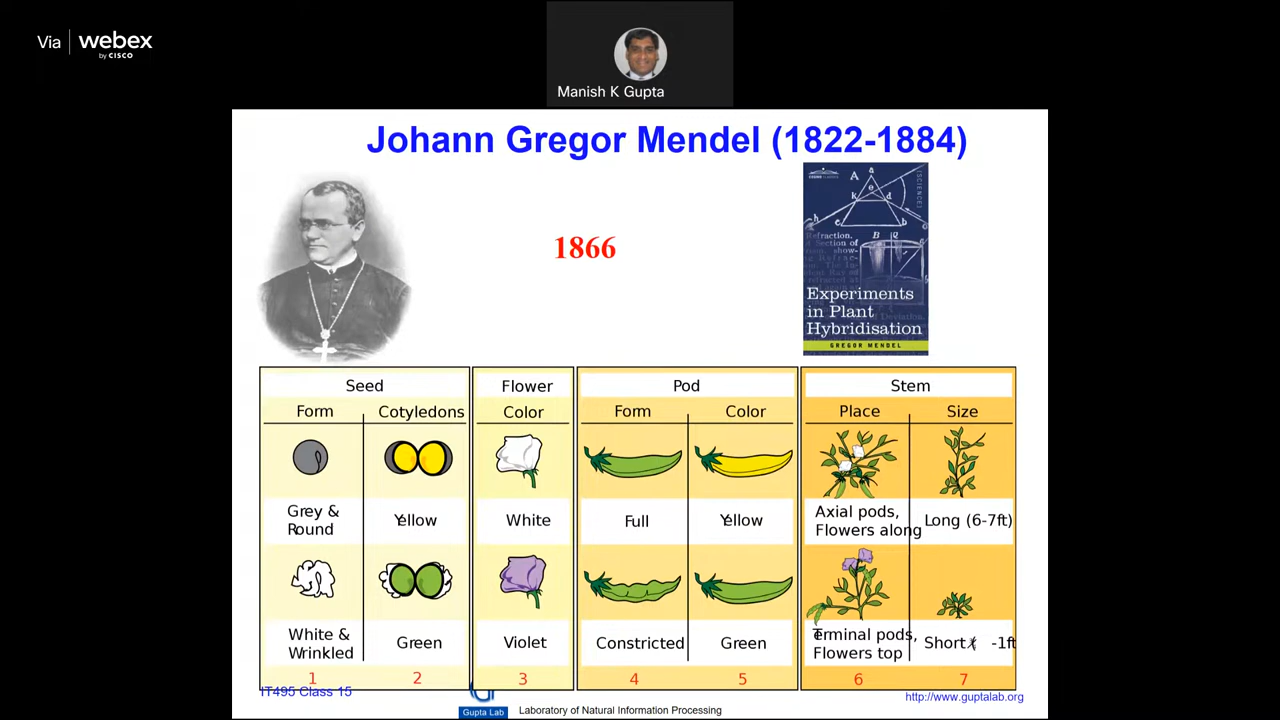 Via webex
by CISCO
Manish K Gupta
Johann Gregor Mendel (1822-1884)
1866
A
a
e
k
d
c
b
h
B
Refraction.
Section of
Experiments
in Plant
Hybridisation
GREGOR MENDEL
Seed
Flower
Pod
Stem
Form
Cotyledons
Color
Form
Color
Place
Size
Grey &
Round
Yellow
White
Full
Yellow
Axial pods,
Flowers along
Long (6-7ft)
White &
Wrinkled
Green
Violet
Constricted
Green
Terminal pods,
Flowers top
Short -1ft
1 2 3 4 5 6 7
IT495 Class 15
http://www.guptalab.org
Gupta Lab
Laboratory of Natural Information Processing